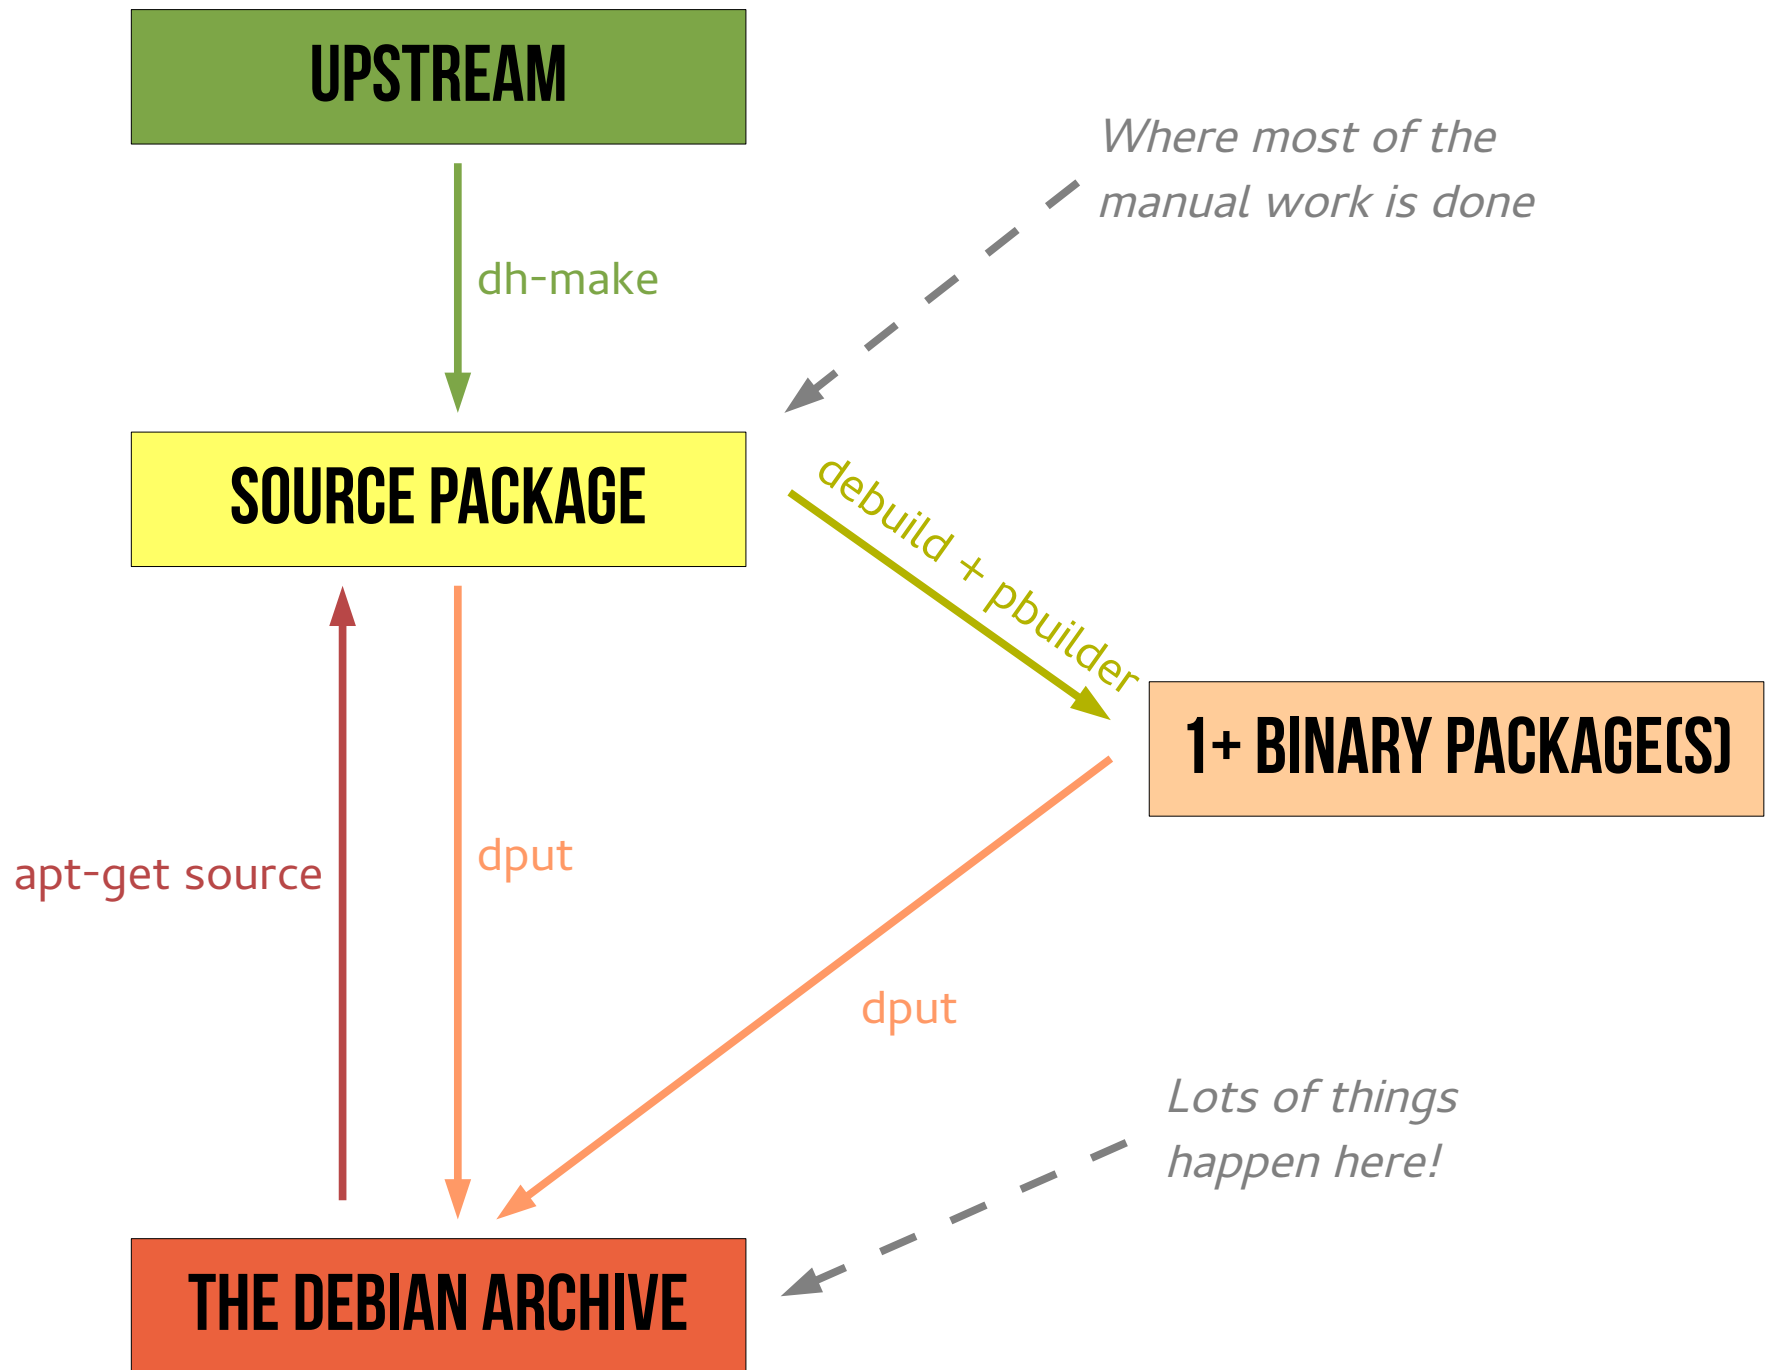 UPSTREAM
Where most of the
manual work is done
dh-make
SOURCE PACKAGE
debuild + pbuilder
1+ BINARY PACKAGE(S)
apt-get source
dput
dput
Lots of things
happen here!
THE DEBIAN ARCHIVE